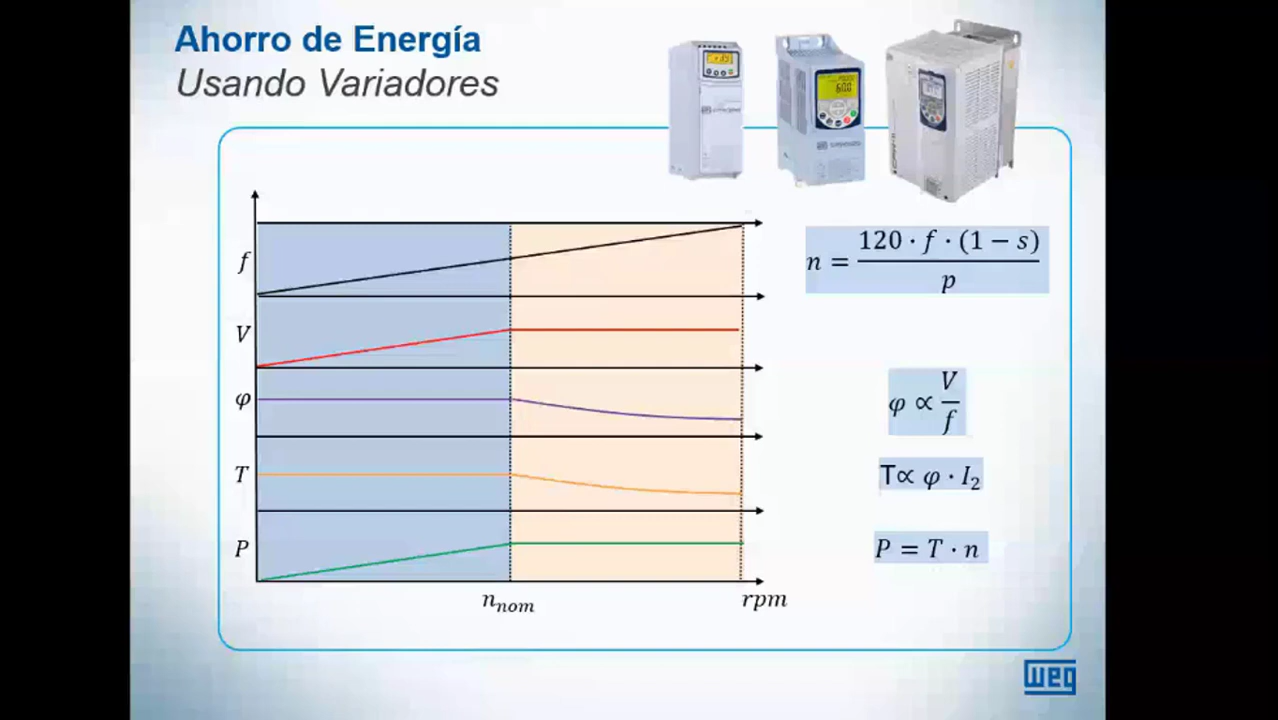 Ahorro de Energía
Usando Variadores
f
V
φ
T
P
n_nom
rpm
n = 120 · f · (1 − s) / p
φ ∝ V / f
T∝ φ · I₂
P = T · n
weg